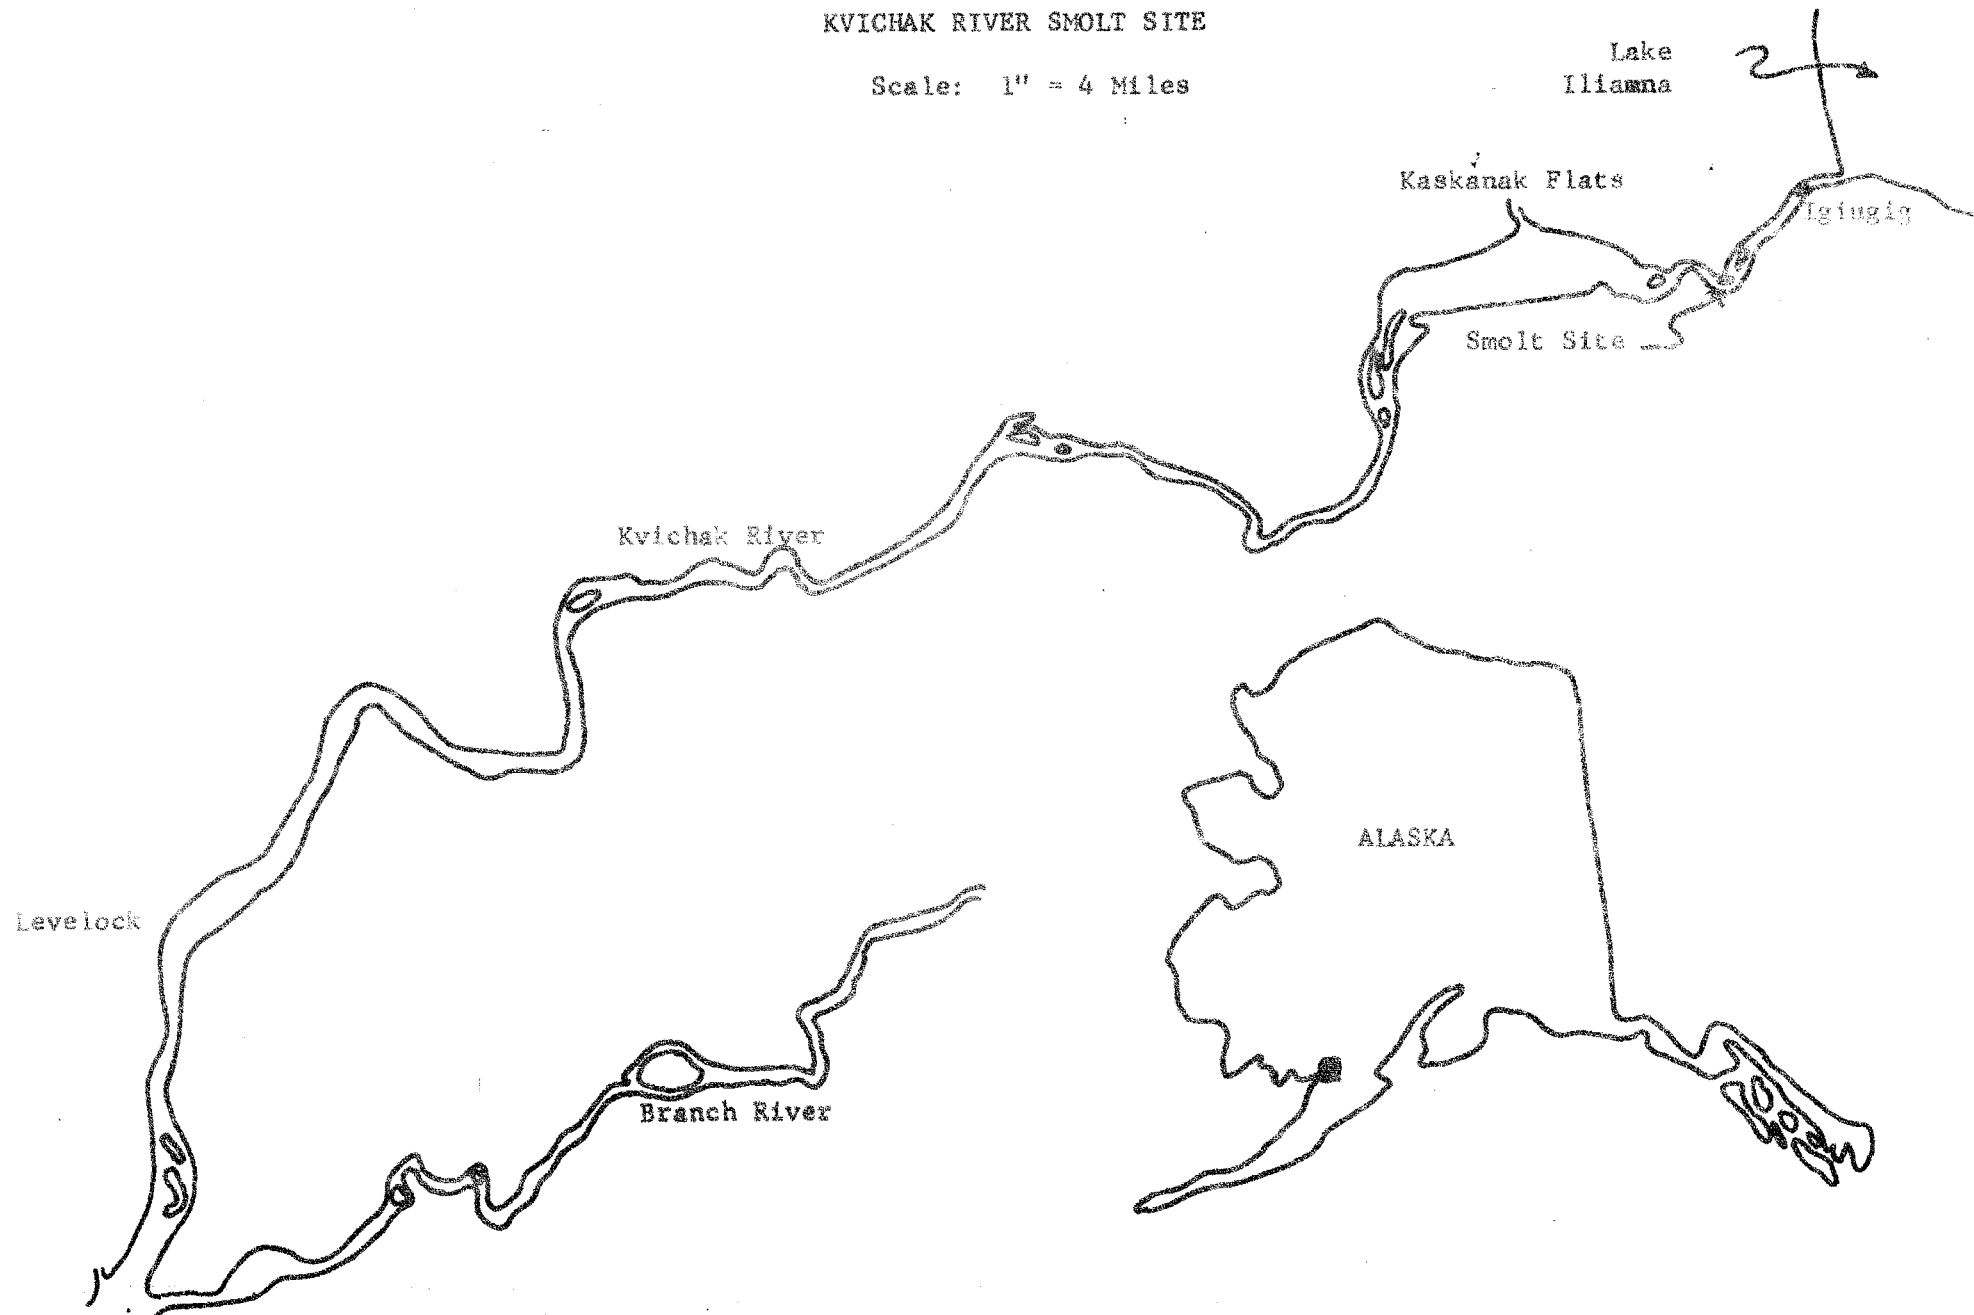 KVICHAK RIVER SMOLT SITE
Scale: 1" = 4 Miles
Lake
Iliamna
Kaskanak Flats
Igiugig
Smolt Site
Kvichak River
ALASKA
Levelock
Branch River